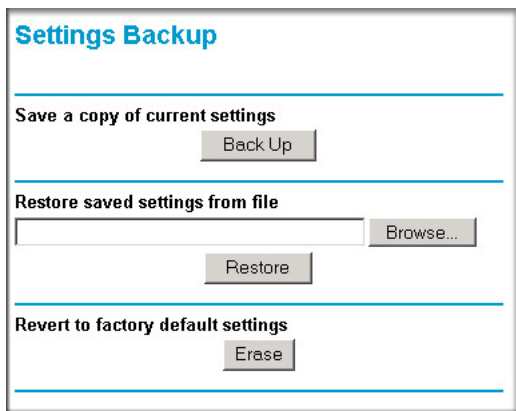 Settings Backup
Save a copy of current settings
Back Up
Restore saved settings from file
Browse...
Restore
Revert to factory default settings
Erase